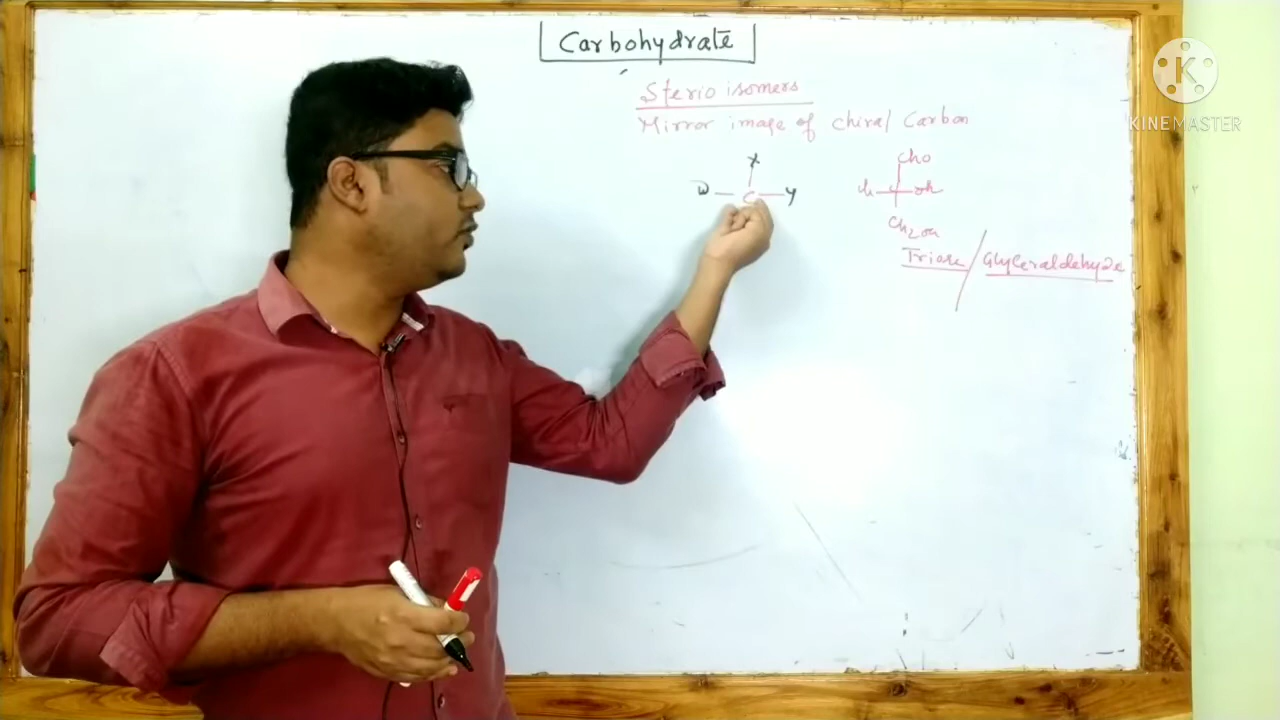 Carbohydrate
Sterio isomers
Mirror image of chiral Carbon
X
W C Y
Cho
h c oh
Ch2oh
Triose / Glyceraldehyde
K
KINEMASTER